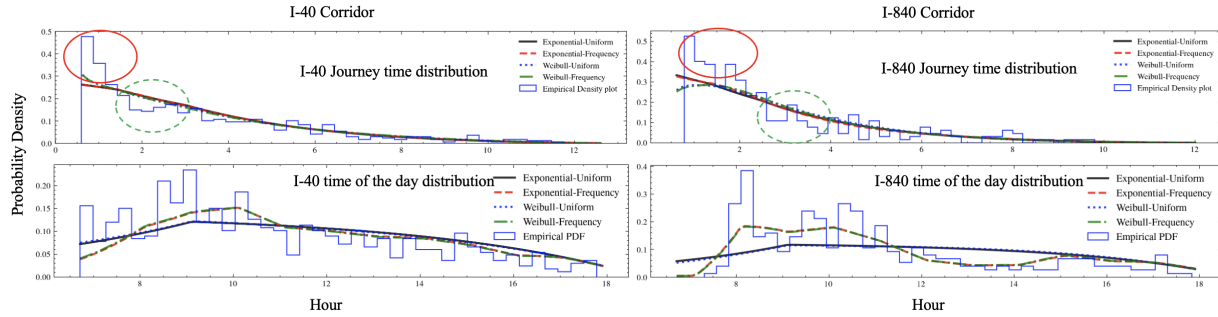 I-40 Corridor
I-840 Corridor
Probability Density
0.5
0.4
0.3
0.2
0.1
0.0
I-40 Journey time distribution
Exponential-Uniform
Exponential-Frequency
Weibull-Uniform
Weibull-Frequency
Empirical Density plot
0 2 4 6 8 10 12
0.5
0.4
0.3
0.2
0.1
0.0
I-840 Journey time distribution
Exponential-Uniform
Exponential-Frequency
Weibull-Uniform
Weibull-Frequency
Empirical Density plot
2 4 6 8 10 12
0.20
0.15
0.10
0.05
0.00
I-40 time of the day distribution
Exponential-Uniform
Exponential-Frequency
Weibull-Uniform
Weibull-Frequency
Empirical PDF
8 10 12 14 16 18
Hour
0.4
0.3
0.2
0.1
0.0
I-840 time of the day distribution
Exponential-Uniform
Exponential-Frequency
Weibull-Uniform
Weibull-Frequency
Empirical PDF
8 10 12 14 16 18
Hour